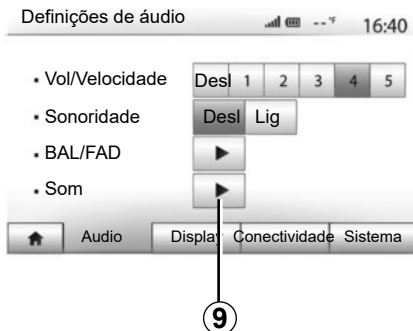 Definições de áudio --°F 16:40
• Vol/Velocidade Desl 1 2 3 4 5
• Sonoridade Desl Lig
• BAL/FAD
• Som
Audio Display Conectividade Sistema
9